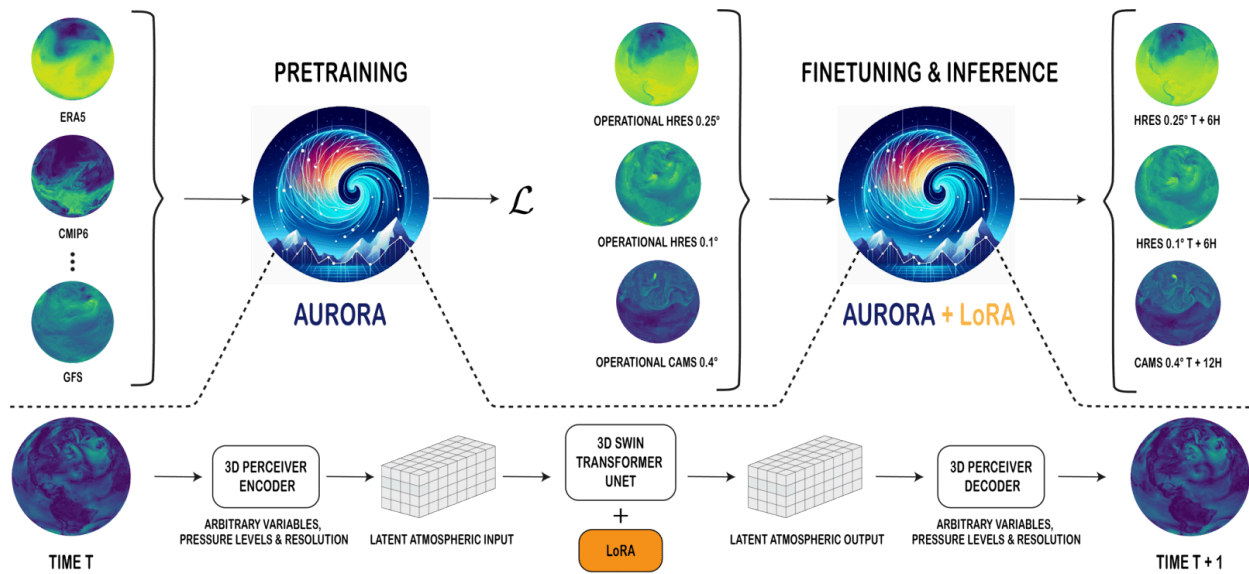 PRETRAINING
ERA5
CMIP6
GFS
ℒ
AURORA
OPERATIONAL HRES 0.25°
OPERATIONAL HRES 0.1°
OPERATIONAL CAMS 0.4°
FINETUNING & INFERENCE
AURORA + LoRA
HRES 0.25° T + 6H
HRES 0.1° T + 6H
CAMS 0.4° T + 12H
TIME T
3D PERCEIVER
ENCODER
ARBITRARY VARIABLES,
PRESSURE LEVELS & RESOLUTION
LATENT ATMOSPHERIC INPUT
3D SWIN
TRANSFORMER
UNET
+
LoRA
LATENT ATMOSPHERIC OUTPUT
3D PERCEIVER
DECODER
ARBITRARY VARIABLES,
PRESSURE LEVELS & RESOLUTION
TIME T + 1